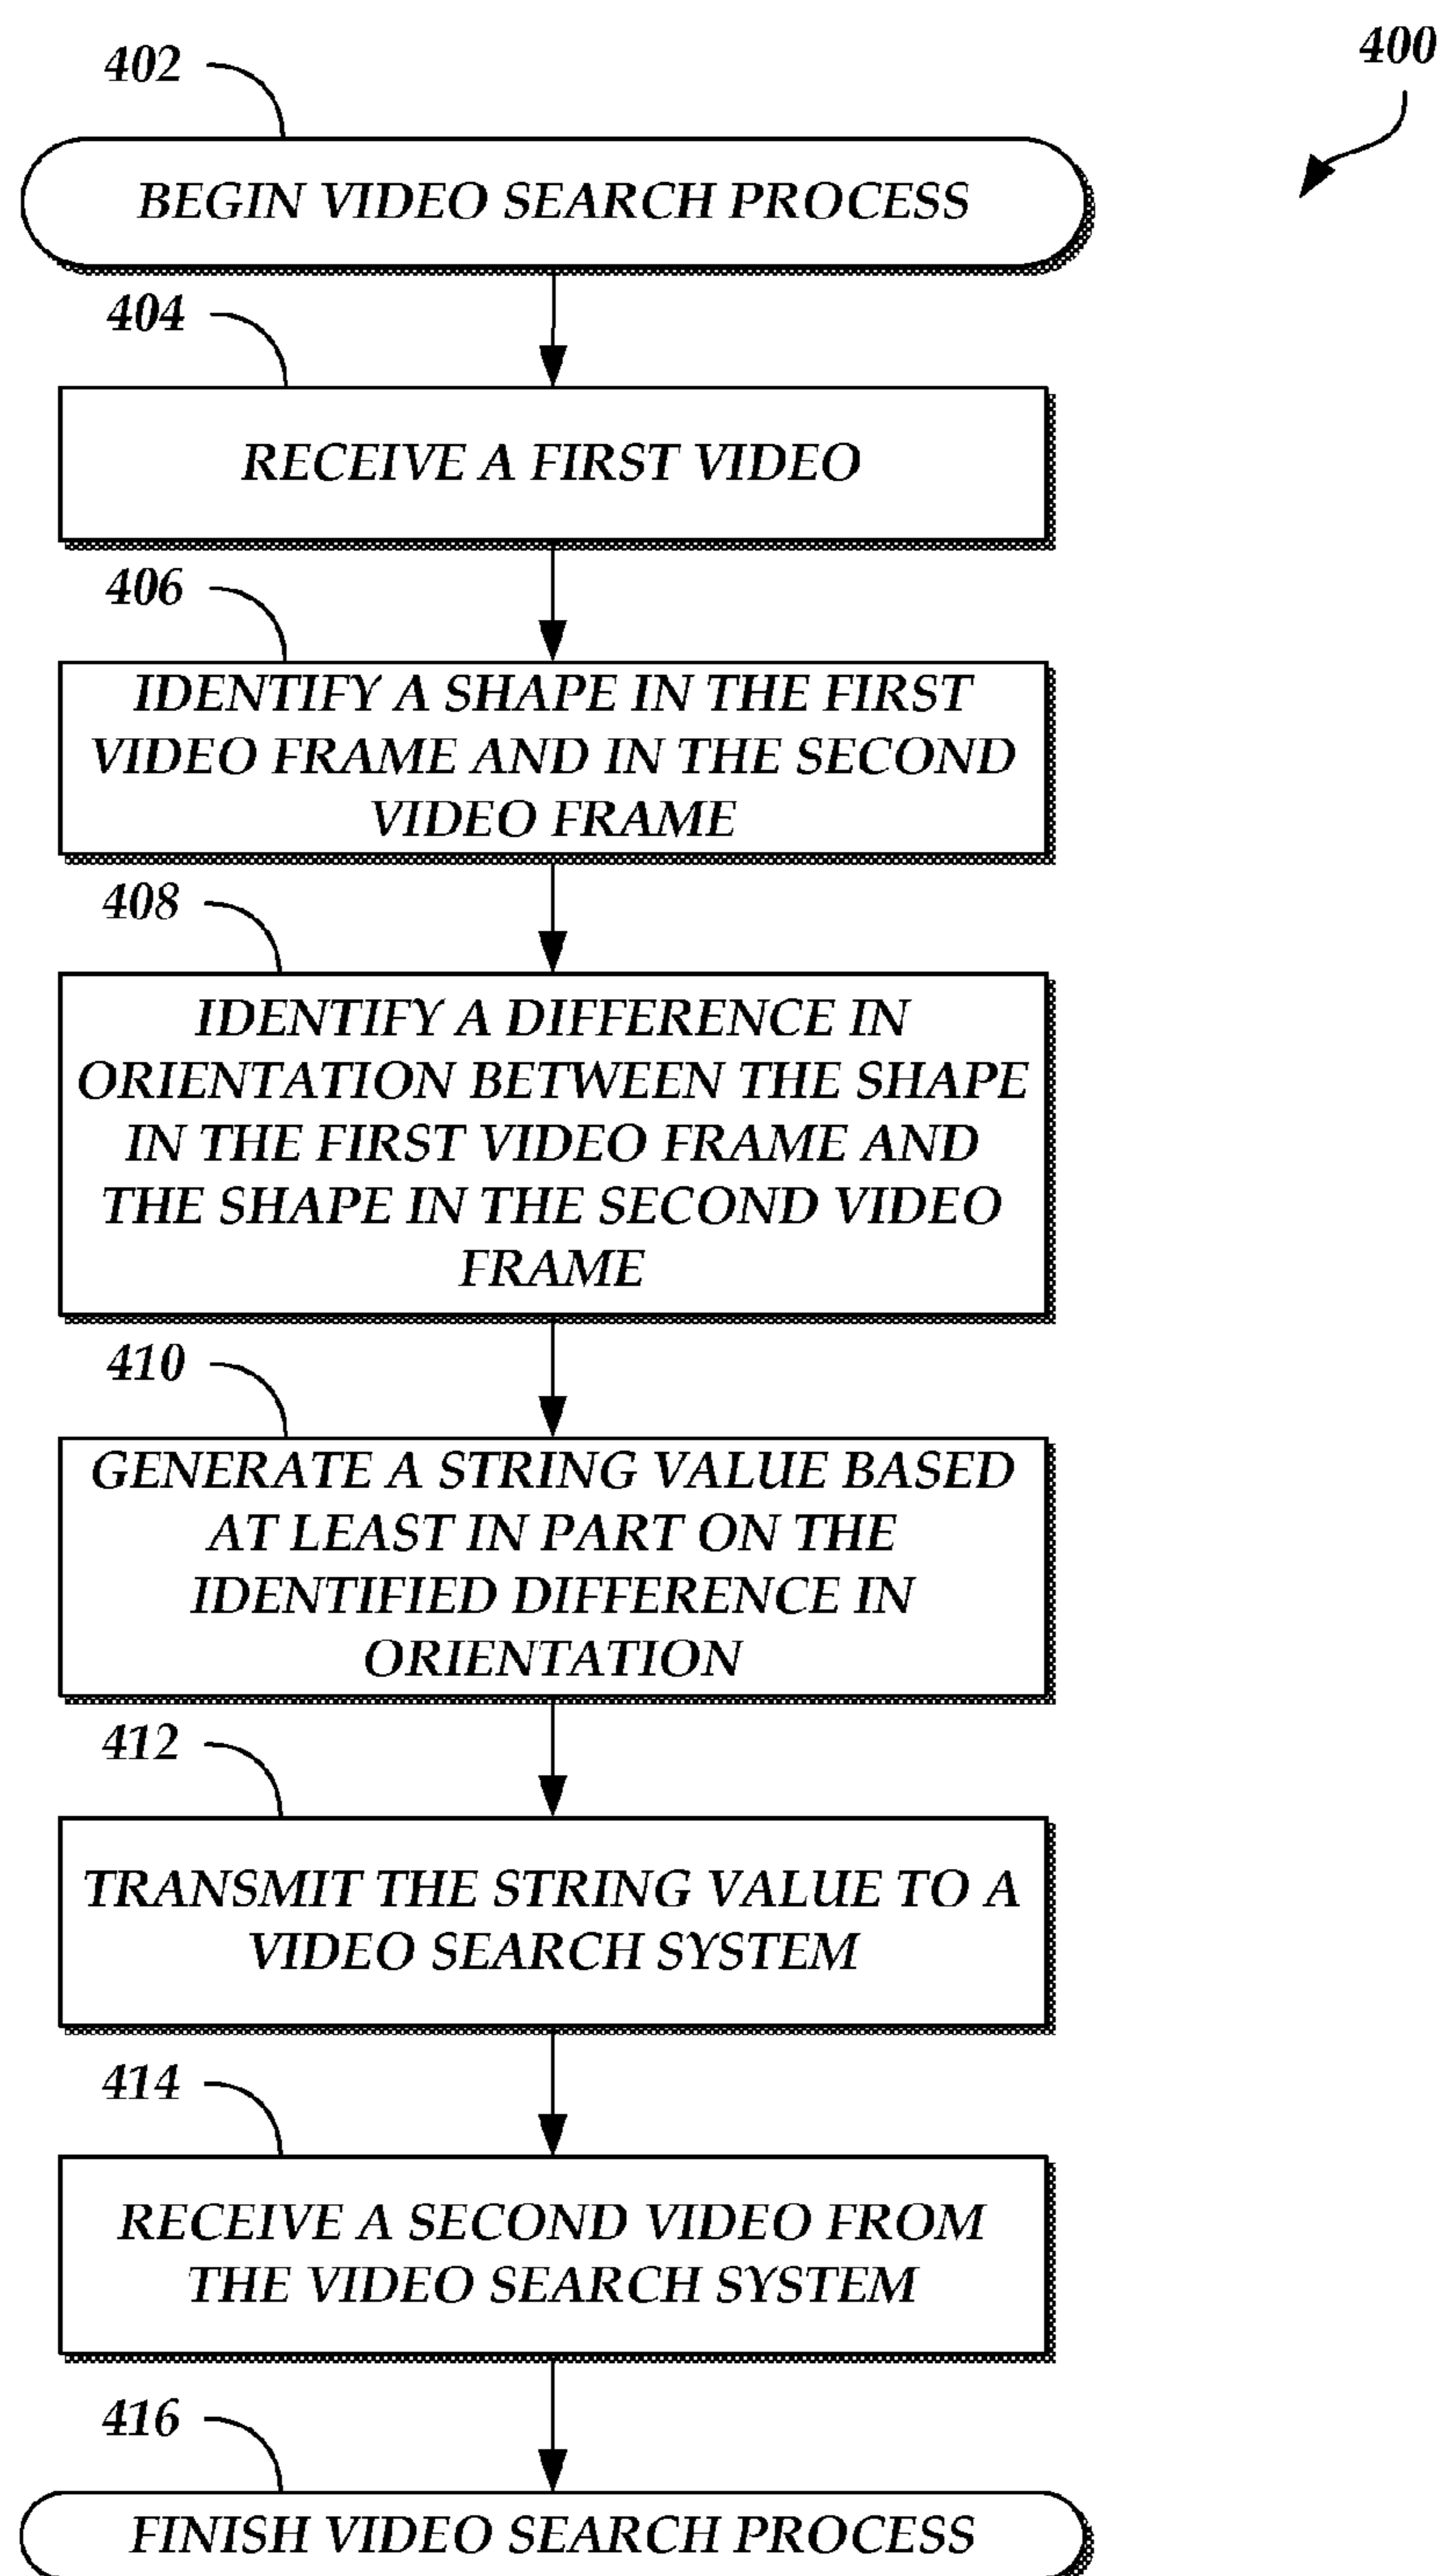 402
400
BEGIN VIDEO SEARCH PROCESS
404
RECEIVE A FIRST VIDEO
406
IDENTIFY A SHAPE IN THE FIRST
VIDEO FRAME AND IN THE SECOND
VIDEO FRAME
408
IDENTIFY A DIFFERENCE IN
ORIENTATION BETWEEN THE SHAPE
IN THE FIRST VIDEO FRAME AND
THE SHAPE IN THE SECOND VIDEO
FRAME
410
GENERATE A STRING VALUE BASED
AT LEAST IN PART ON THE
IDENTIFIED DIFFERENCE IN
ORIENTATION
412
TRANSMIT THE STRING VALUE TO A
VIDEO SEARCH SYSTEM
414
RECEIVE A SECOND VIDEO FROM
THE VIDEO SEARCH SYSTEM
416
FINISH VIDEO SEARCH PROCESS